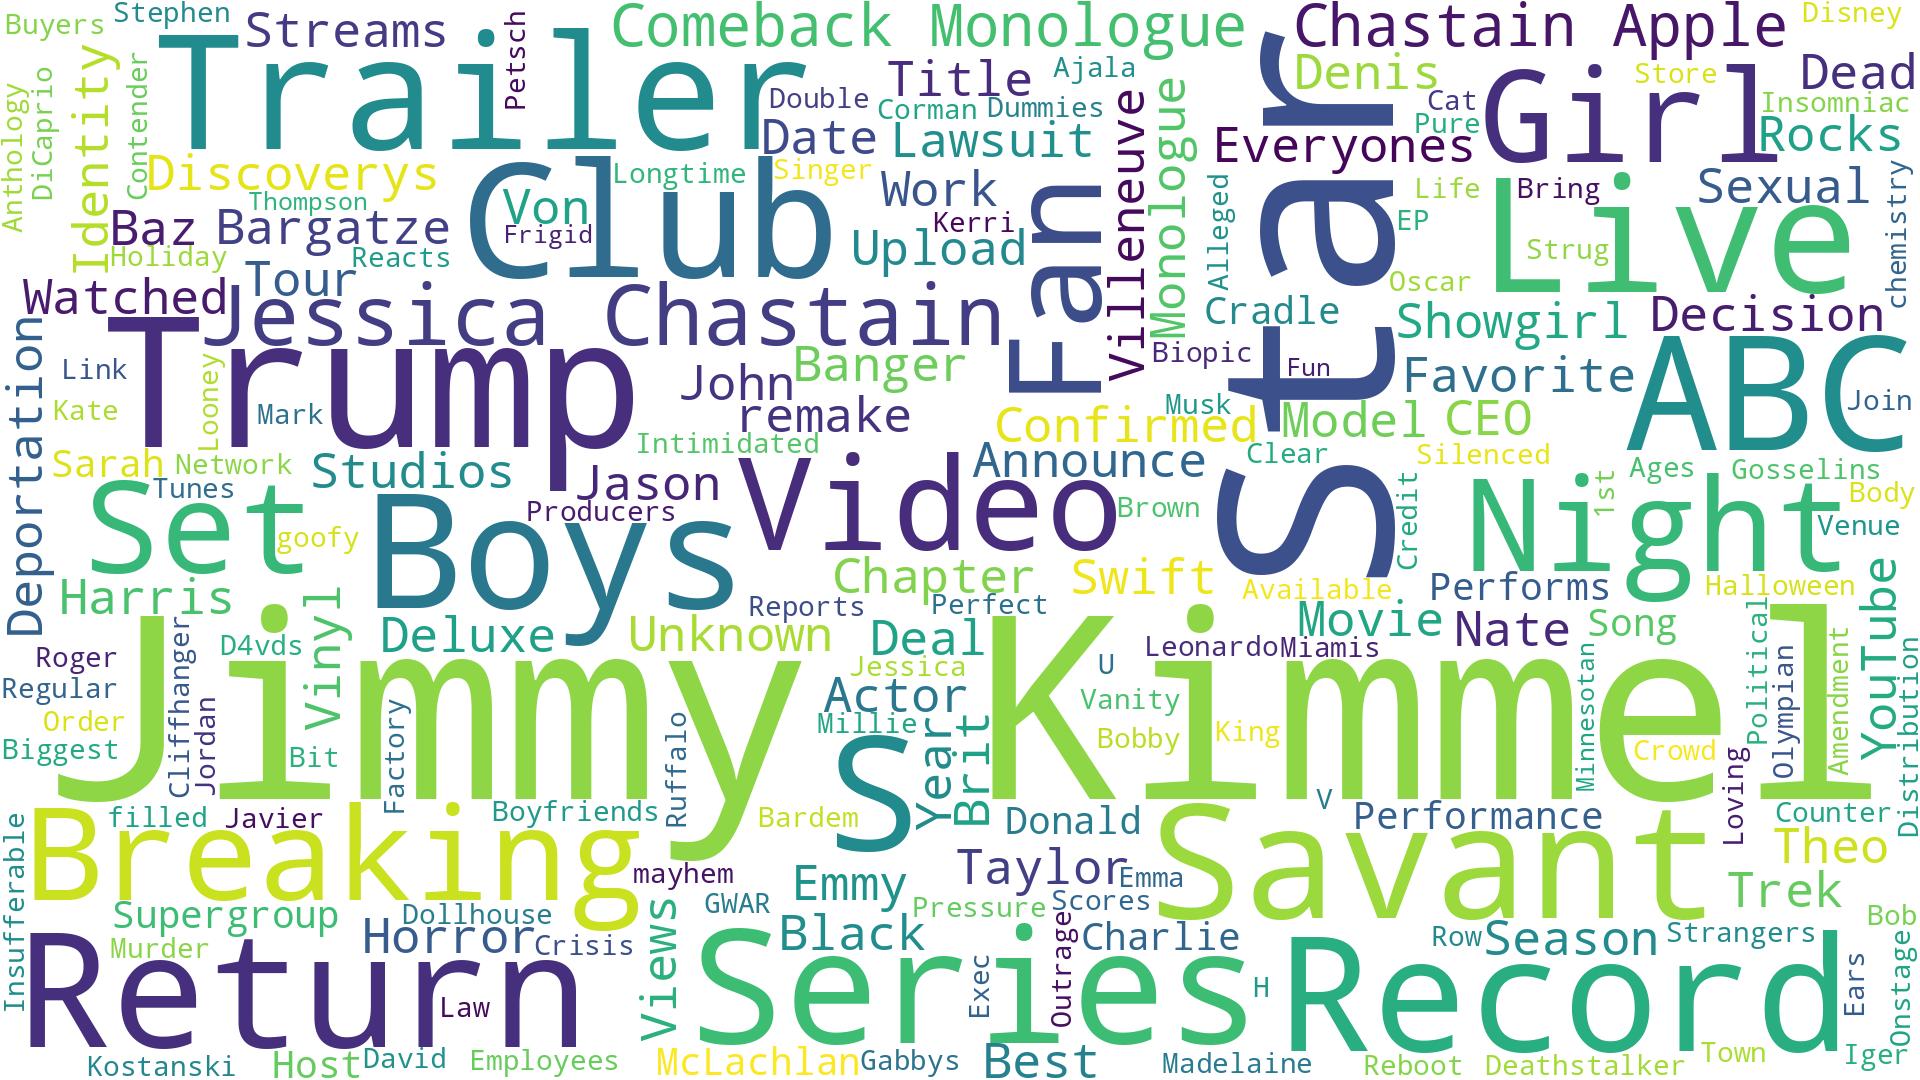 Buyers
Stephen
Streams
Petsch
Comeback Monologue
Chastain Apple
Disney
Anthology
DiCaprio
Identity
Contender
Trailer
Double
Title
Ajala
Corman
Dummies
Date
Lawsuit
Villeneuve
Monologue
Denis
Store
Dead
Cat
Pure
Girl
Insomniac
Rocks
Everyones
Discoverys
Thompson
Longtime
Singer
Work
Fan
Alleged
Star
Life
Bring
Sexual
chemistry
Baz
Bargatze
Club
Von
Frigid
Kerri
Upload
EP
Strug
Live
Holiday
Tour
Reacts
Oscar
Watched
Jessica Chastain
Cradle
Showgirl
Decision
Deportation
Link
Trump
Looney
Kate
Mark
John
Banger
remake
Biopic
Fun
Favorite
ABC
Join
Musk
Confirmed
Model
CEO
Intimidated
Sarah
Network
Studios
Tunes
Jason
Video
Announce
Clear
Silenced
Ages
Gosselins
Body
Venue
Set
goofy
Boys
Producers
Brown
Credit
Night
1st
Harris
Chapter
Swift
Available
Performs
Halloween
YouTube
Reports
Perfect
Vinyl
Cliffhanger
D4vds
Deluxe
Unknown
Deal
Leonardo
Miamis
Movie
Nate
Song
Political
Roger
Regular
Jimmy Kimmel
Jessica
U
Minnesotan
Olympian
Amendment
Distribution
Order
Biggest
Jordan
Bit
Factory
Ruffalo
Actor
Millie
Year
Brit
S
Vanity
Bobby
King
Crowd
Loving
Insufferable
filled
Javier
Boyfriends
Bardem
Donald
V
Performance
Counter
Breaking
mayhem
Emmy
Taylor
Emma
Savant
Theo
Trek
Supergroup
Dollhouse
GWAR
Pressure
Scores
Bob
Murder
Horror
Crisis
Views
Black
Outrage
Charlie
Row
Season
Strangers
Onstage
Return
Law
Series
Exec
H
Record
Ears
Kostanski
Host
David
Employees
McLachlan
Gabbys
Best
Madelaine
Reboot
Deathstalker
Town
Iger